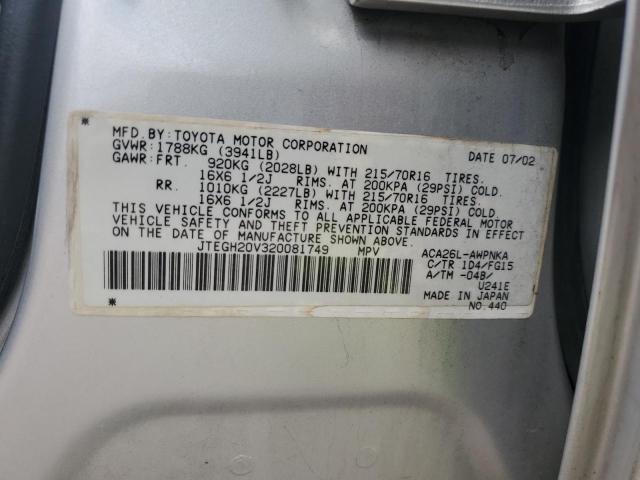 MFD.BY:TOYOTA MOTOR CORPORATION DATE 07/02
GVWR:1788KG (3941LB)
GAWR:FRT. 920KG (2028LB) WITH 215/70R16 TIRES.
16X6 1/2J RIMS. AT 200KPA (29PSI) COLD.
RR. 1010KG (2227LB) WITH 215/70R16 TIRES.
16X6 1/2J RIMS. AT 200KPA (29PSI) COLD.
THIS VEHICLE CONFORMS TO ALL APPLICABLE FEDERAL MOTOR
VEHICLE SAFETY AND THEFT PREVENTION STANDARDS IN EFFECT
ON THE DATE OF MANUFACTURE SHOWN ABOVE.
JTEGH20V320081749 MPV ACA26L-AWPNKA
C/TR 1D4/FG15
A/TM -04B/
U241E
MADE IN JAPAN
NO.440